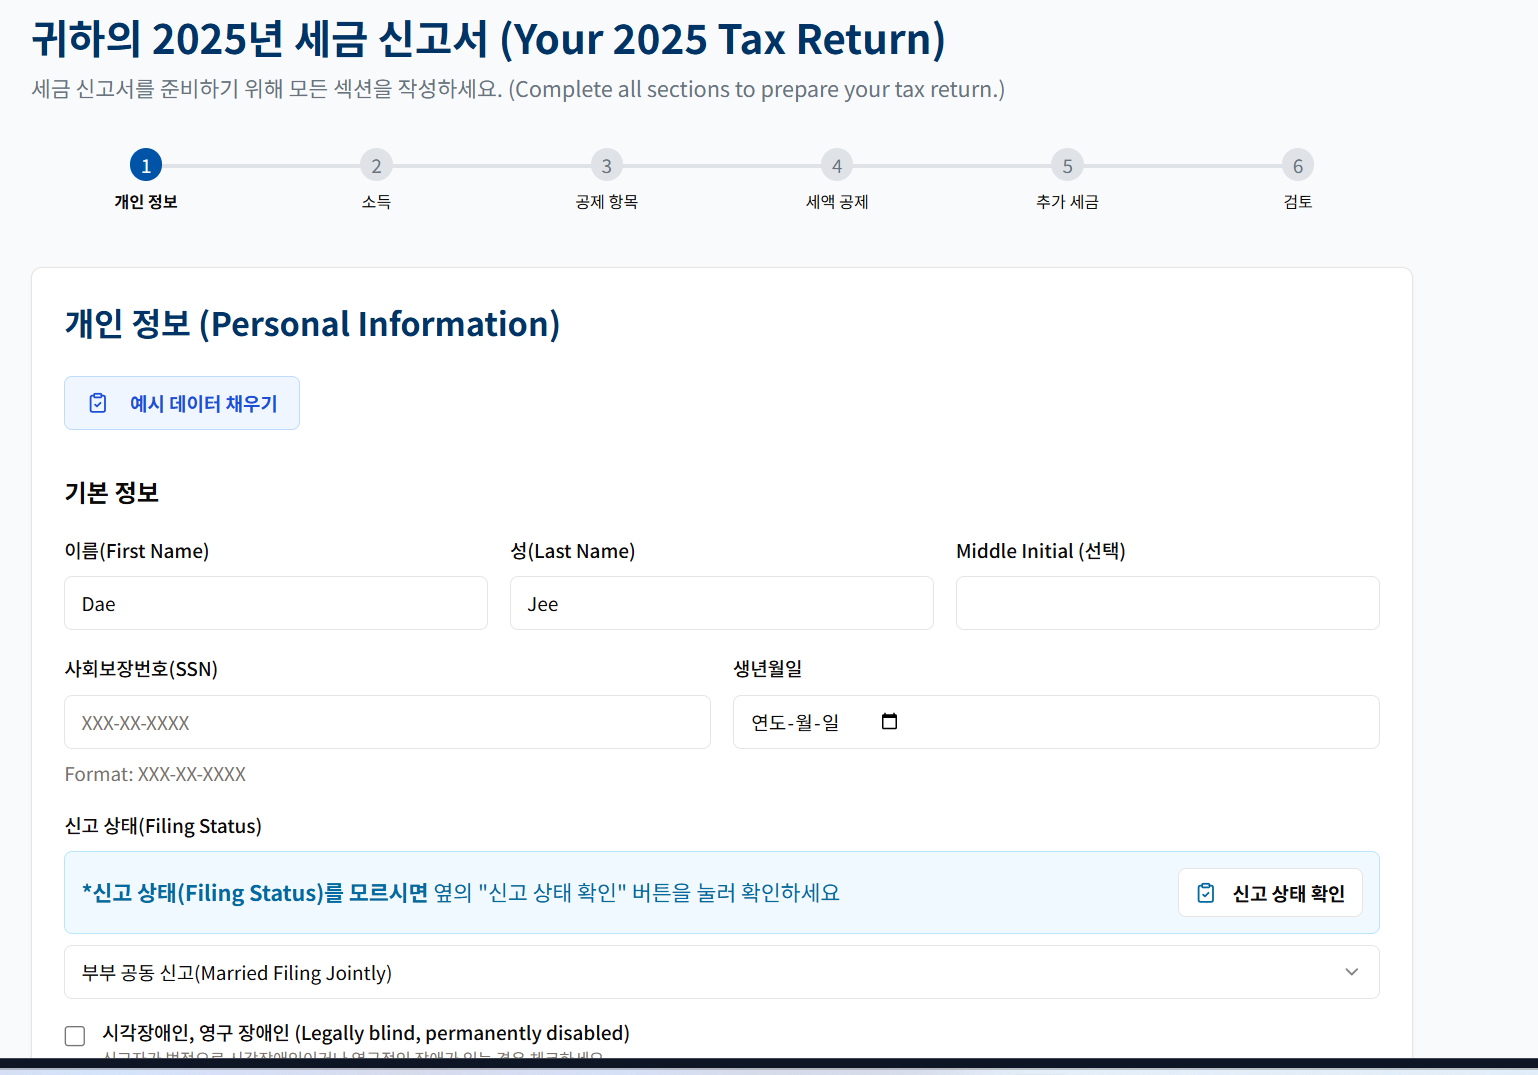 귀하의 2025년 세금 신고서 (Your 2025 Tax Return)
세금 신고서를 준비하기 위해 모든 섹션을 작성하세요. (Complete all sections to prepare your tax return.)
1 2 3 4 5 6
개인 정보 소득 공제 항목 세액 공제 추가 세금 검토
개인 정보 (Personal Information)
예시 데이터 채우기
기본 정보
이름(First Name) 성(Last Name) Middle Initial (선택)
Dae Jee
사회보장번호(SSN) 생년월일
XXX-XX-XXXX 연도-월-일
Format: XXX-XX-XXXX
신고 상태(Filing Status)
*신고 상태(Filing Status)를 모르시면 옆의 "신고 상태 확인" 버튼을 눌러 확인하세요 신고 상태 확인
부부 공동 신고(Married Filing Jointly)
시각장애인, 영구 장애인 (Legally blind, permanently disabled)